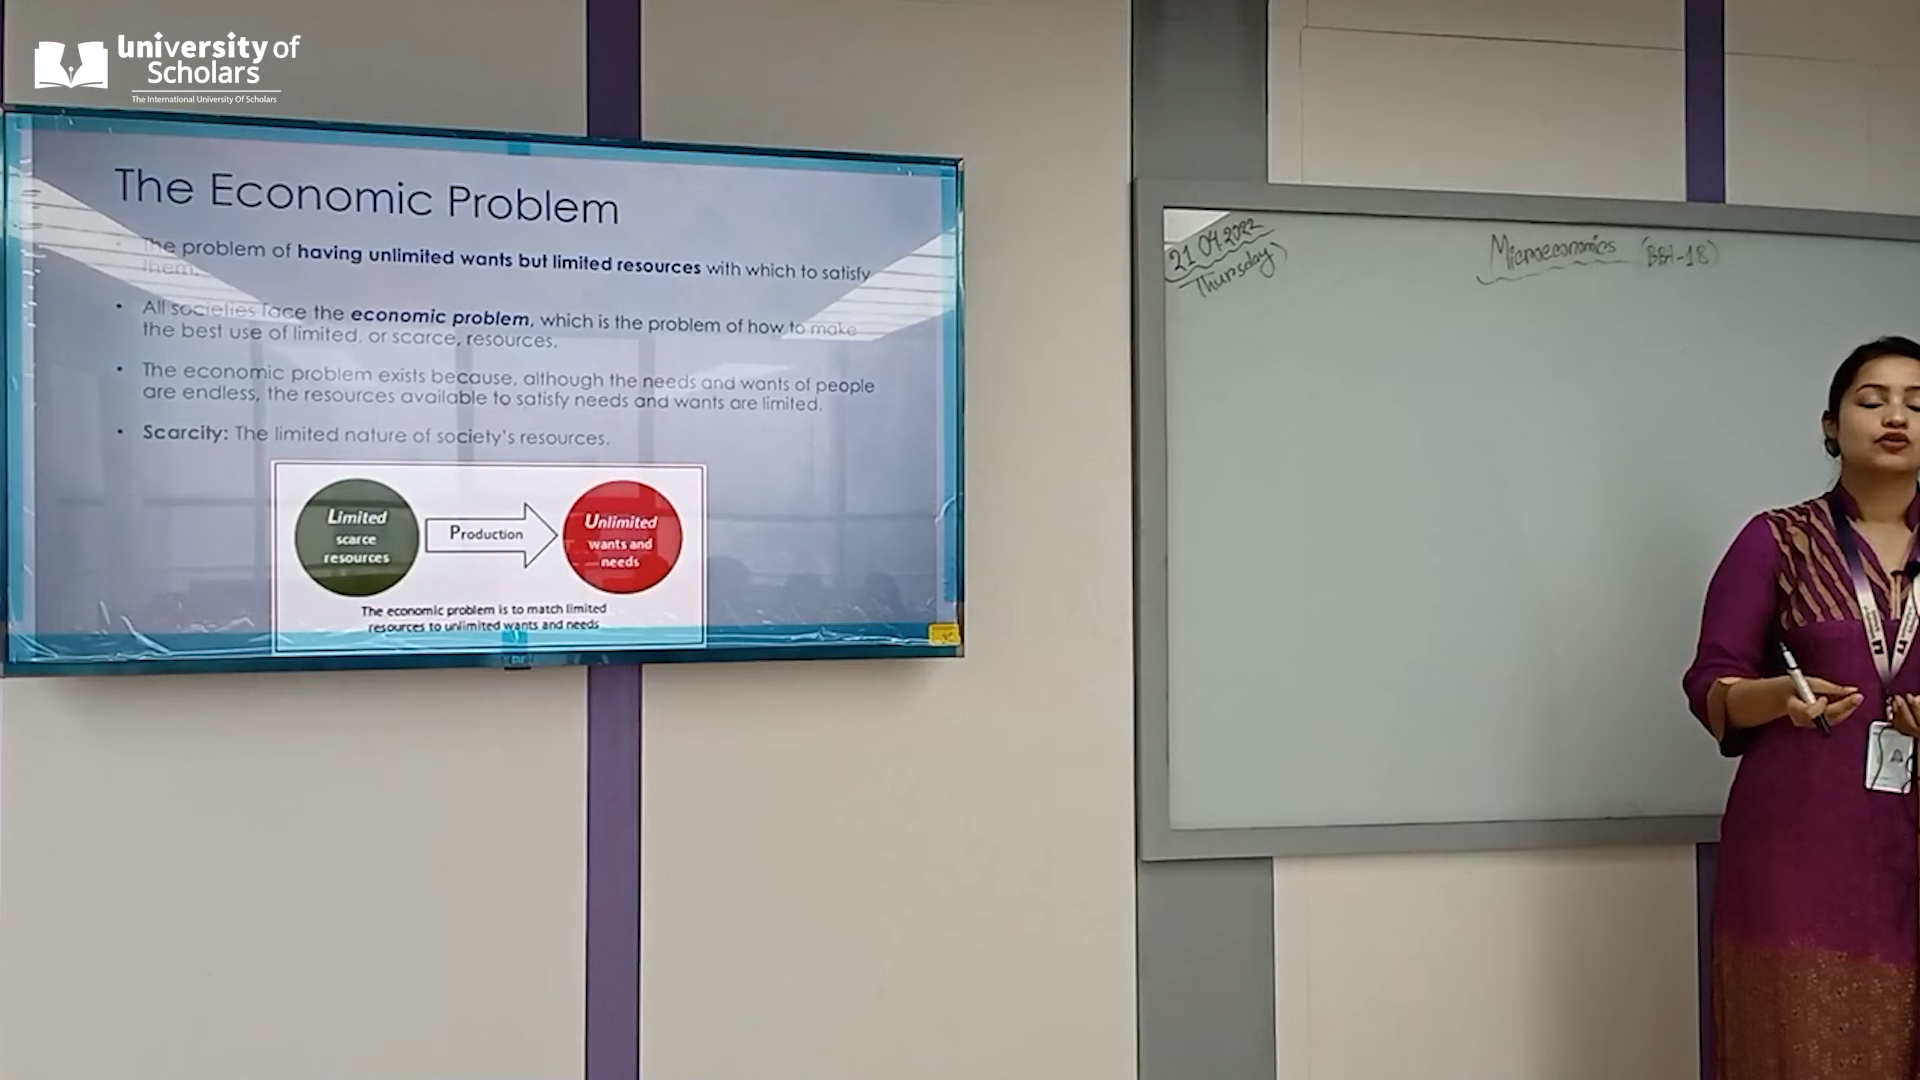 University of
Scholars
The International University Of Scholars
The Economic Problem
The problem of having unlimited wants but limited resources with which to satisfy
them.
• All societies face the economic problem, which is the problem of how to make
the best use of limited, or scarce, resources.
• The economic problem exists because, although the needs and wants of people
are endless, the resources available to satisfy needs and wants are limited.
• Scarcity: The limited nature of society's resources.
Limited
scarce
resources
Production
Unlimited
wants and
needs
The economic problem is to match limited
resources to unlimited wants and needs
21.04.2022
Thursday
Microeconomics (BBA-18)